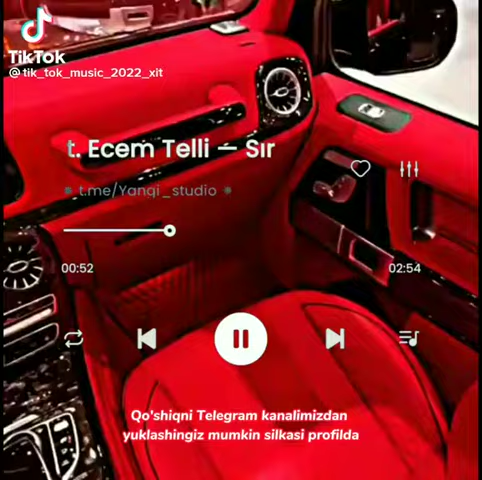 TikTok
@tik_tok_music_2022_xit
t. Ecem Telli — Sır
t.me/Yangi_studio
00:52
02:54
Qo'shiqni Telegram kanalimizdan
yuklashingiz mumkin silkasi profilda